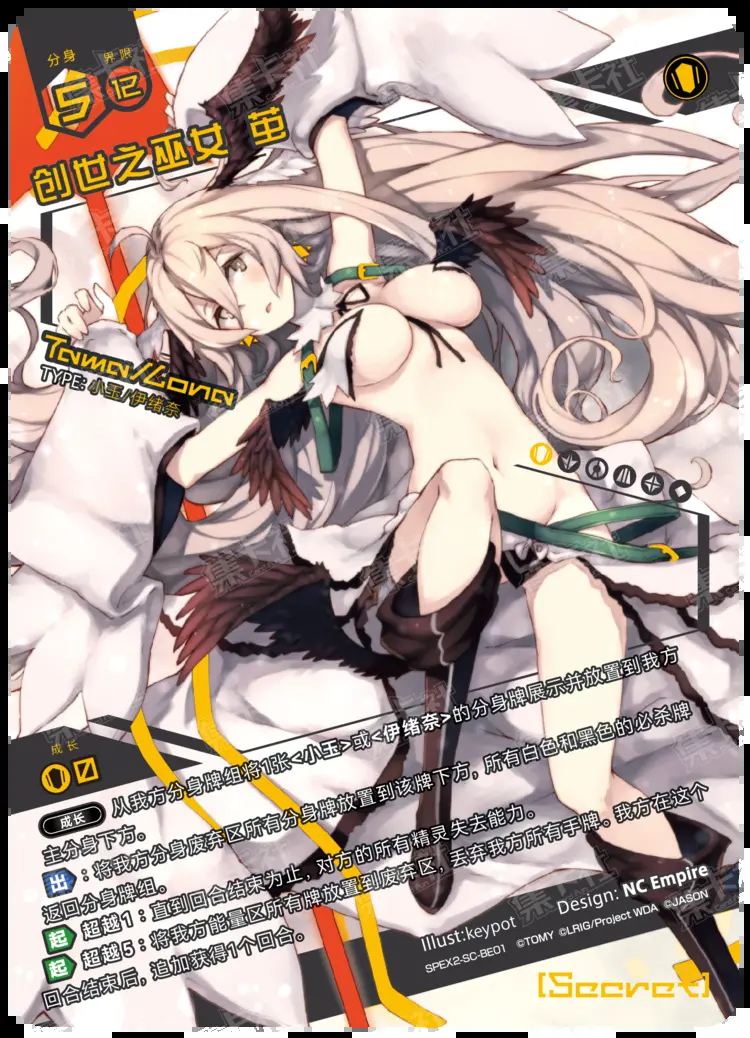 分身 界限
5 12
创世之巫女 茧
Tama/Iona
TYPE: 小玉/伊绪奈
成长
0
成长 从我方分身牌组将1张<小玉>或<伊绪奈>的分身牌展示并放置到我方
主分身下方。
出：将我方分身废弃区所有分身牌放置到该牌下方，所有白色和黑色的必杀牌
返回分身牌组。
起 超越1：直到回合结束为止，对方的所有精灵失去能力。
起 超越5：将我方能量区所有牌放置到废弃区，丢弃我方所有手牌。我方在这个
回合结束后，追加获得1个回合。
Illust:keypot Design: NC Empire
SPEX2-SC-BE01 ©TOMY ©LRIG/Project WDA ©JASON
[Secret]
集卡社